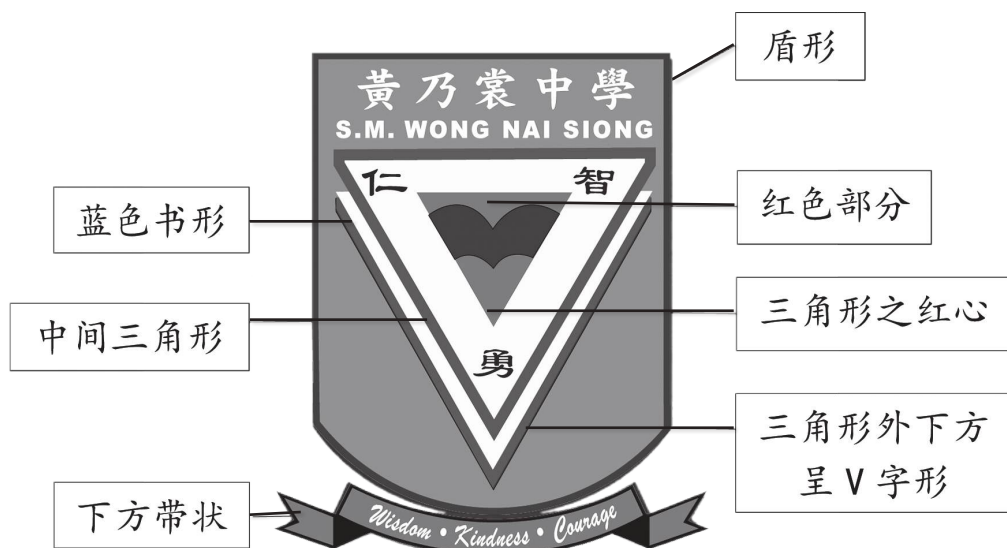 盾形
黃乃裳中學
S.M. WONG NAI SIONG
仁
智
蓝色书形
红色部分
中间三角形
三角形之红心
勇
三角形外下方
呈 V 字形
下方带状
Wisdom • Kindness • Courage